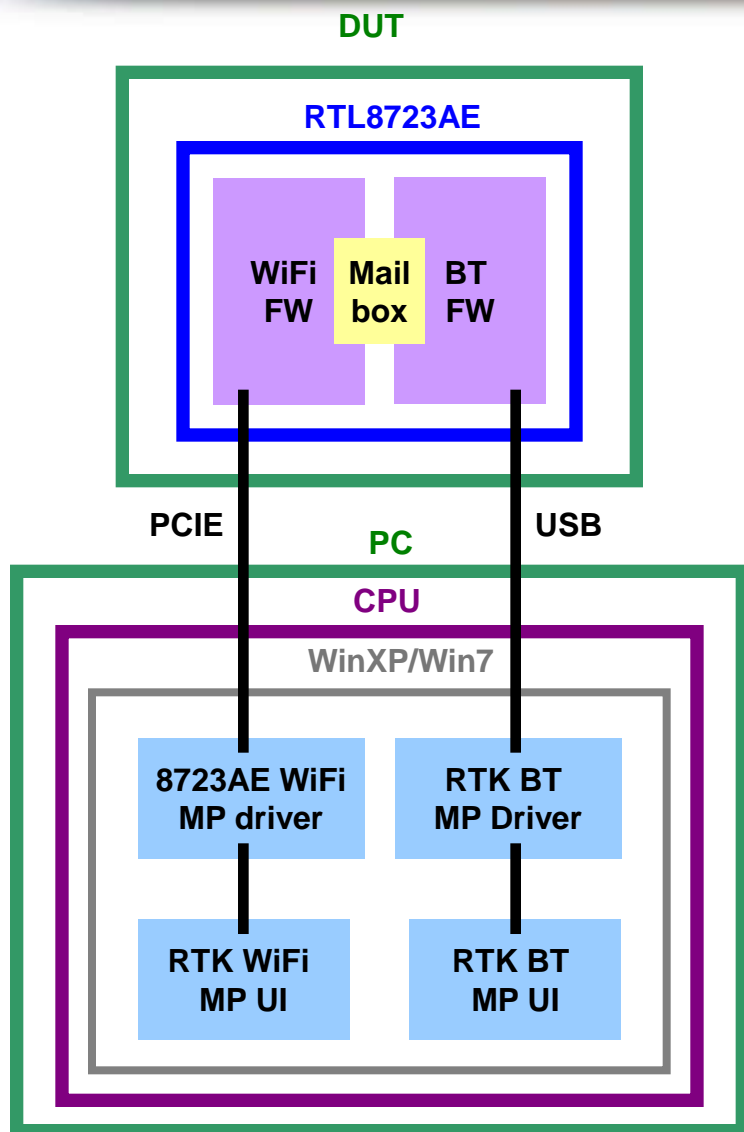 DUT
RTL8723AE
WiFi
FW
Mail
box
BT
FW
PCIE
USB
PC
CPU
WinXP/Win7
8723AE WiFi
MP driver
RTK BT
MP Driver
RTK WiFi
MP UI
RTK BT
MP UI